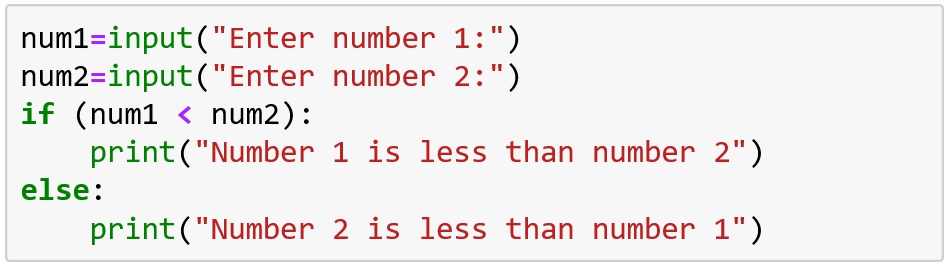 num1=input("Enter number 1:")
num2=input("Enter number 2:")
if (num1 < num2):
    print("Number 1 is less than number 2")
else:
    print("Number 2 is less than number 1")